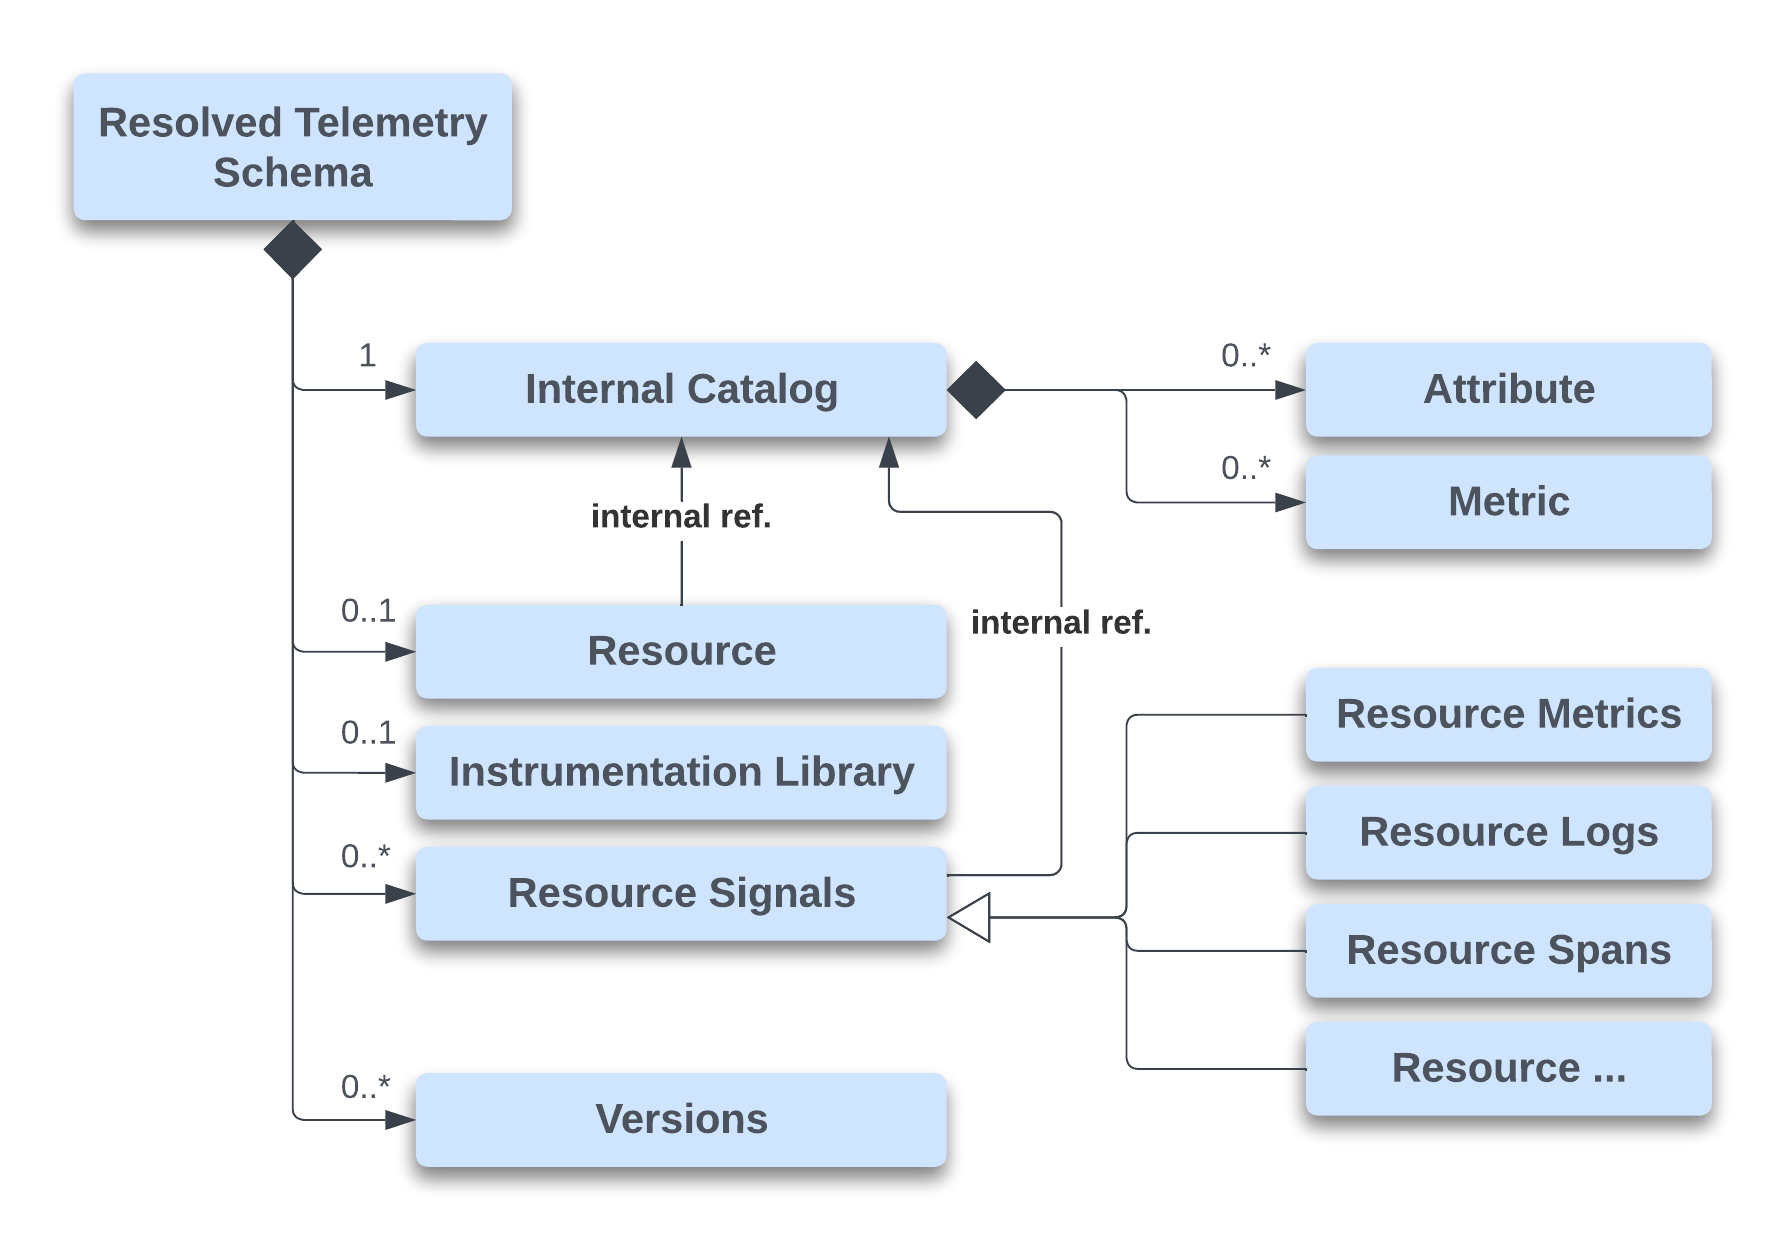 Resolved Telemetry
Schema
1
Internal Catalog
0..*
Attribute
0..*
Metric
internal ref.
0..1
Resource
internal ref.
0..1
Instrumentation Library
0..*
Resource Signals
Resource Metrics
Resource Logs
Resource Spans
Resource ...
0..*
Versions